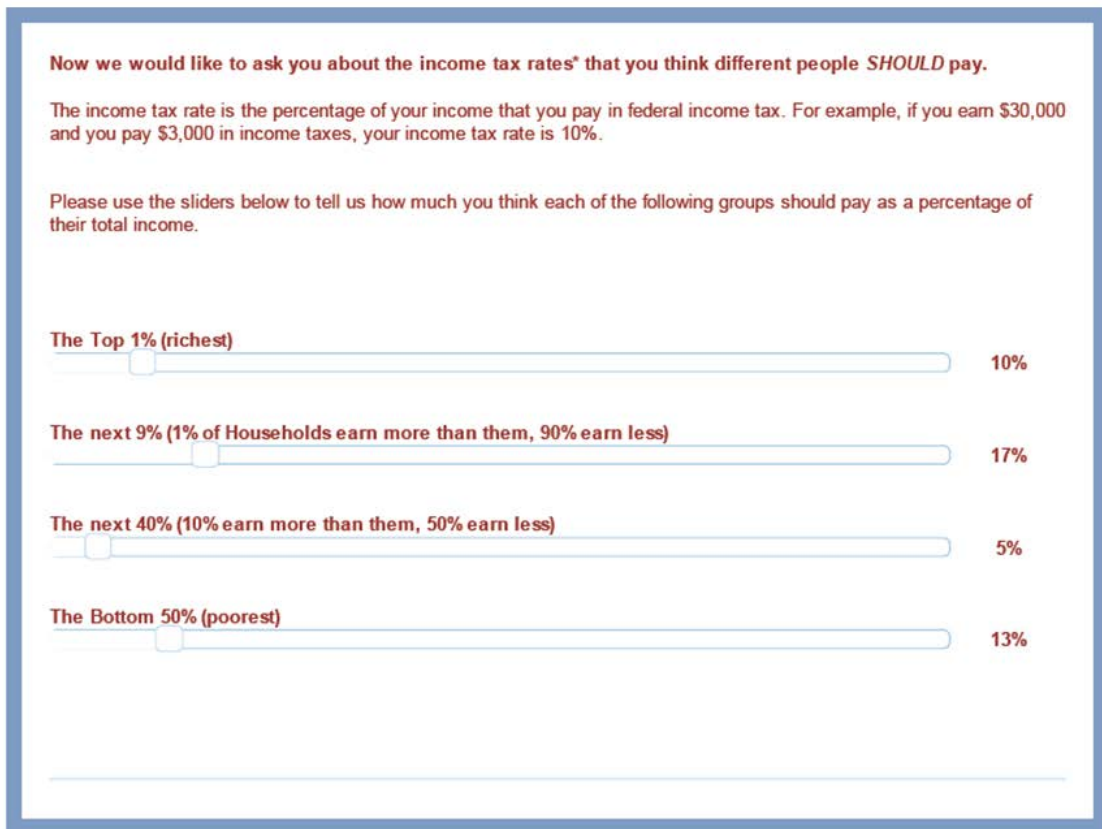 Now we would like to ask you about the income tax rates* that you think different people SHOULD pay.
The income tax rate is the percentage of your income that you pay in federal income tax. For example, if you earn $30,000
and you pay $3,000 in income taxes, your income tax rate is 10%.
Please use the sliders below to tell us how much you think each of the following groups should pay as a percentage of
their total income.
The Top 1% (richest)
10%
The next 9% (1% of Households earn more than them, 90% earn less)
17%
The next 40% (10% earn more than them, 50% earn less)
5%
The Bottom 50% (poorest)
13%